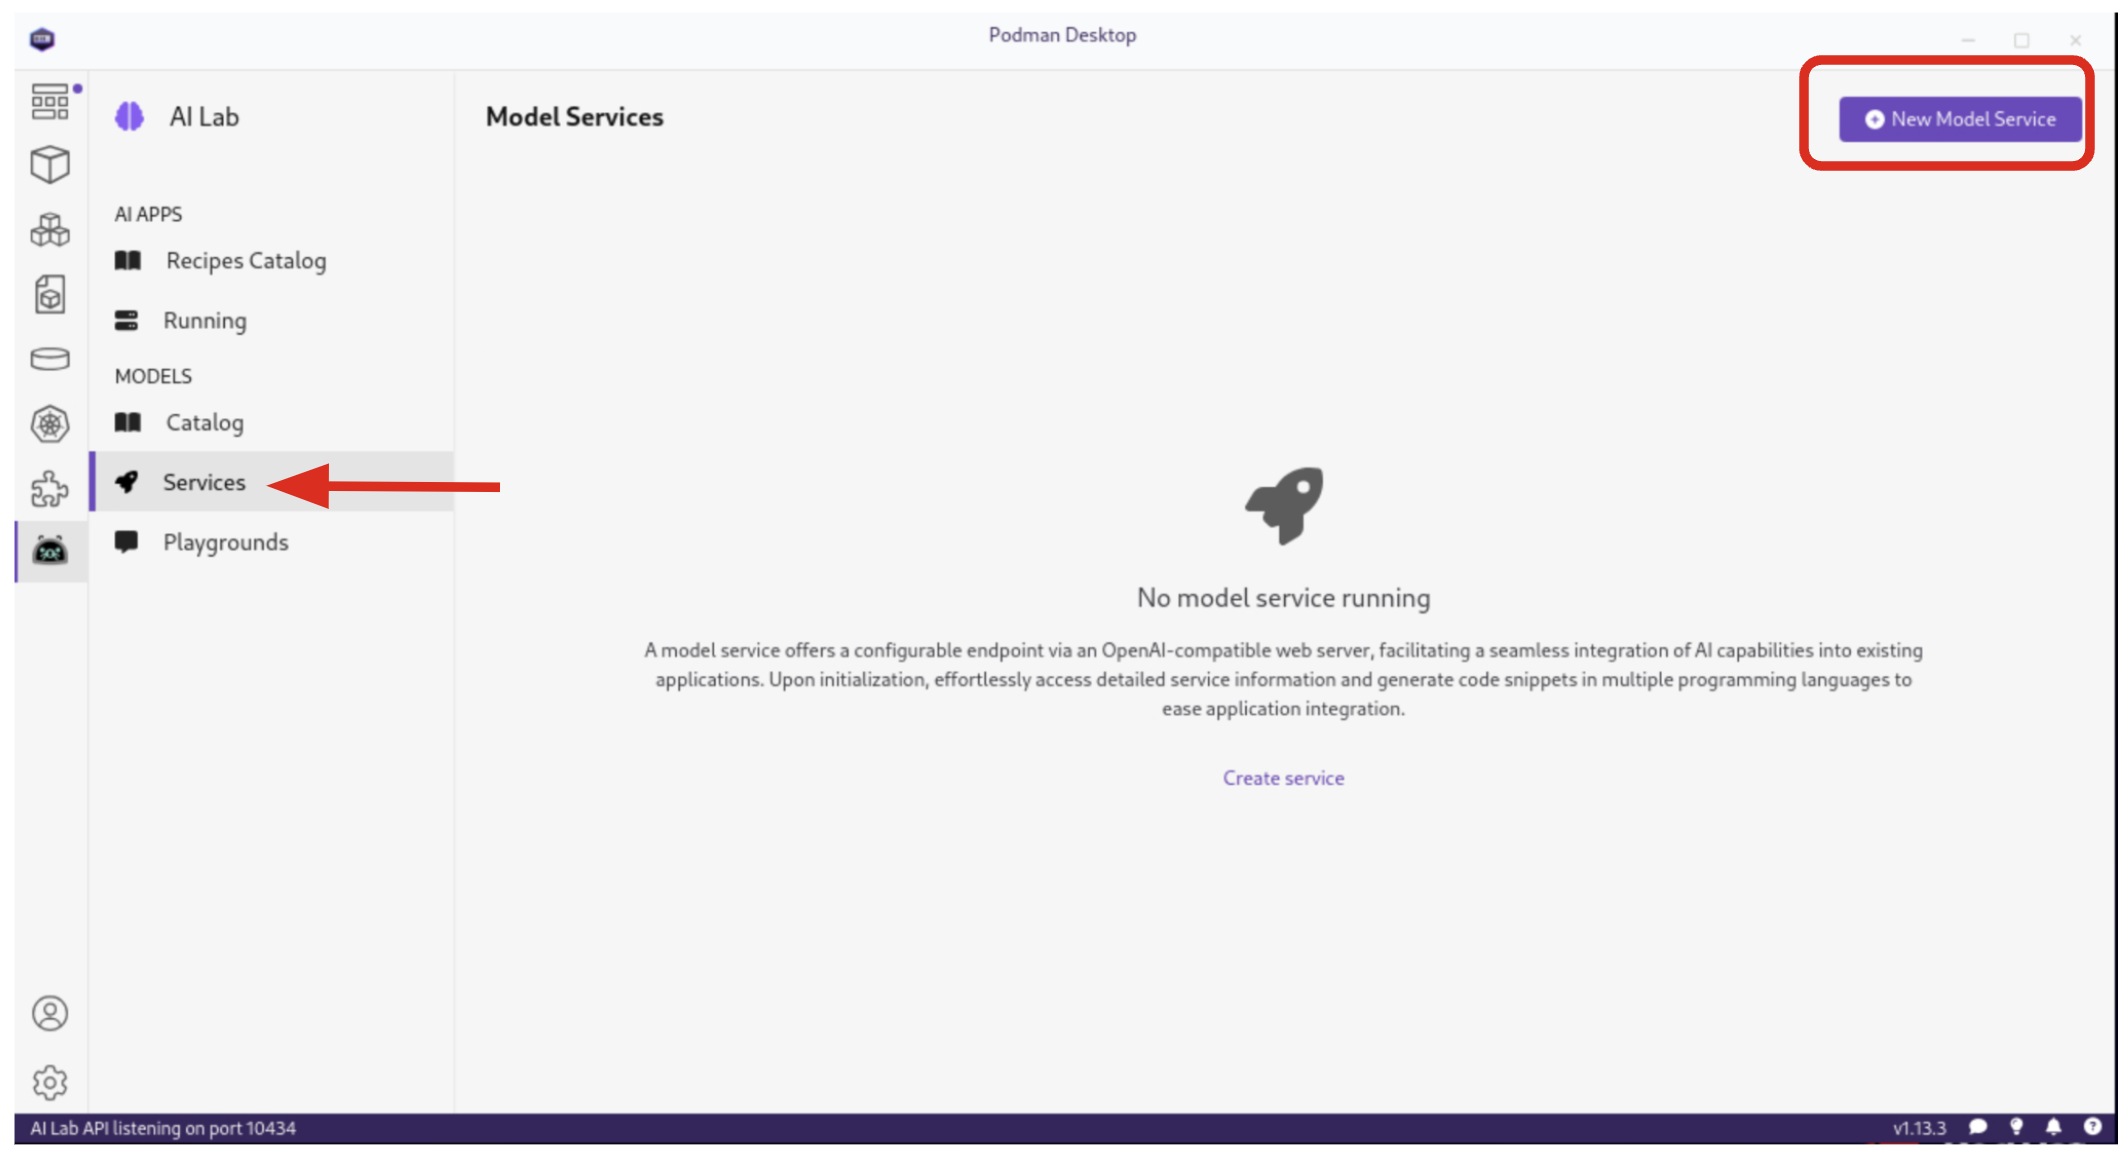 Podman Desktop
AI Lab
Model Services
New Model Service
AI APPS
Recipes Catalog
Running
MODELS
Catalog
Services
Playgrounds
No model service running
A model service offers a configurable endpoint via an OpenAI-compatible web server, facilitating a seamless integration of AI capabilities into existing
applications. Upon initialization, effortlessly access detailed service information and generate code snippets in multiple programming languages to
ease application integration.
Create service
AI Lab API listening on port 10434
v1.13.3